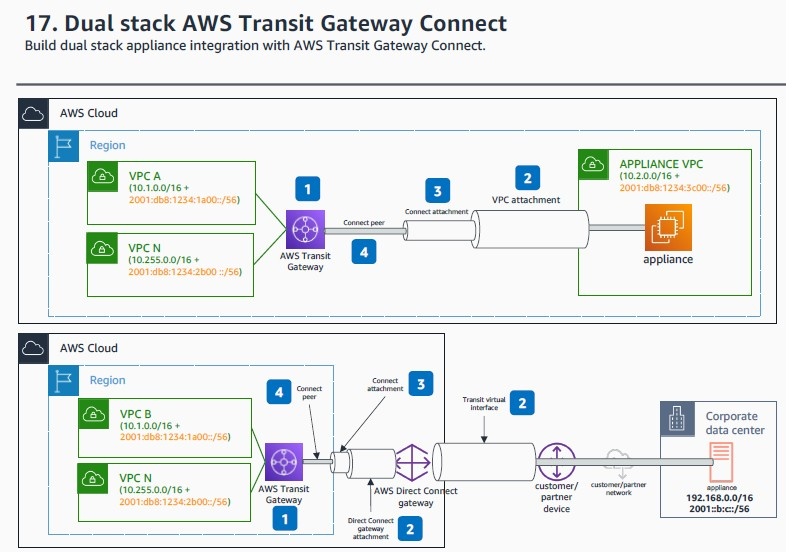 17. Dual stack AWS Transit Gateway Connect
Build dual stack appliance integration with AWS Transit Gateway Connect.
AWS Cloud
Region
VPC A
(10.1.0.0/16 +
2001:db8:1234:1a00::/56)
VPC N
(10.255.0.0/16 +
2001:db8:1234:2b00 ::/56)
1
AWS Transit
Gateway
Connect peer
4
3
Connect attachment
2
VPC attachment
APPLIANCE VPC
(10.2.0.0/16 +
2001:db8:1234:3c00::/56)
appliance
AWS Cloud
Region
VPC B
(10.1.0.0/16 +
2001:db8:1234:1a00::/56)
VPC N
(10.255.0.0/16 +
2001:db8:1234:2b00::/56)
4
Connect
peer
AWS Transit
Gateway
1
Connect
attachment
3
AWS Direct Connect
gateway
Direct Connect
gateway
attachment
2
Transit virtual
interface
2
customer/
partner
device
customer/partner
network
Corporate
data center
appliance
192.168.0.0/16
2001::b:c::/56